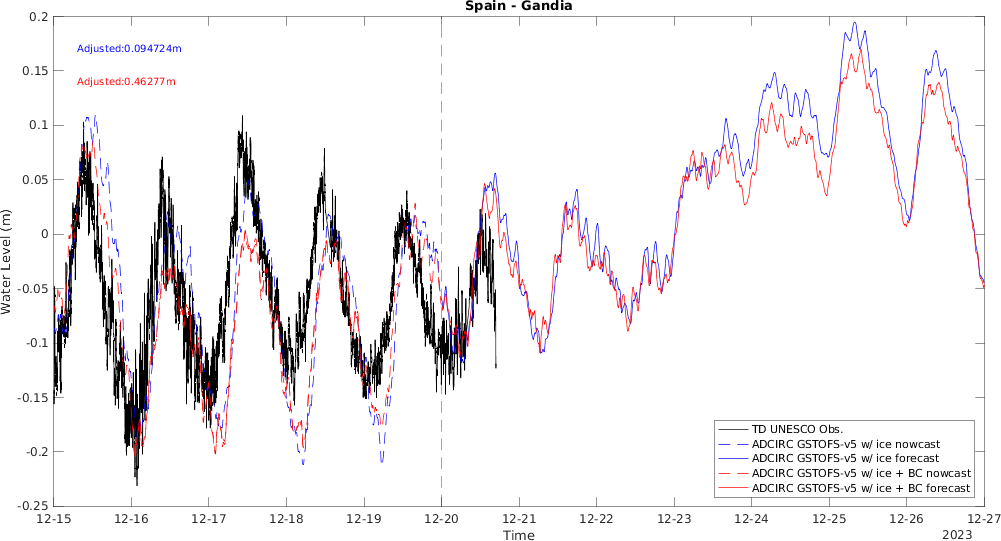 Spain - Gandia
Adjusted:0.094724m
Adjusted:0.46277m
Water Level (m)
0.2
0.15
0.1
0.05
0
-0.05
-0.1
-0.15
-0.2
-0.25
TD UNESCO Obs.
ADCIRC GSTOFS-v5 w/ ice nowcast
ADCIRC GSTOFS-v5 w/ ice forecast
ADCIRC GSTOFS-v5 w/ ice + BC nowcast
ADCIRC GSTOFS-v5 w/ ice + BC forecast
12-15 12-16 12-17 12-18 12-19 12-20 12-21 12-22 12-23 12-24 12-25 12-26 12-27
Time
2023